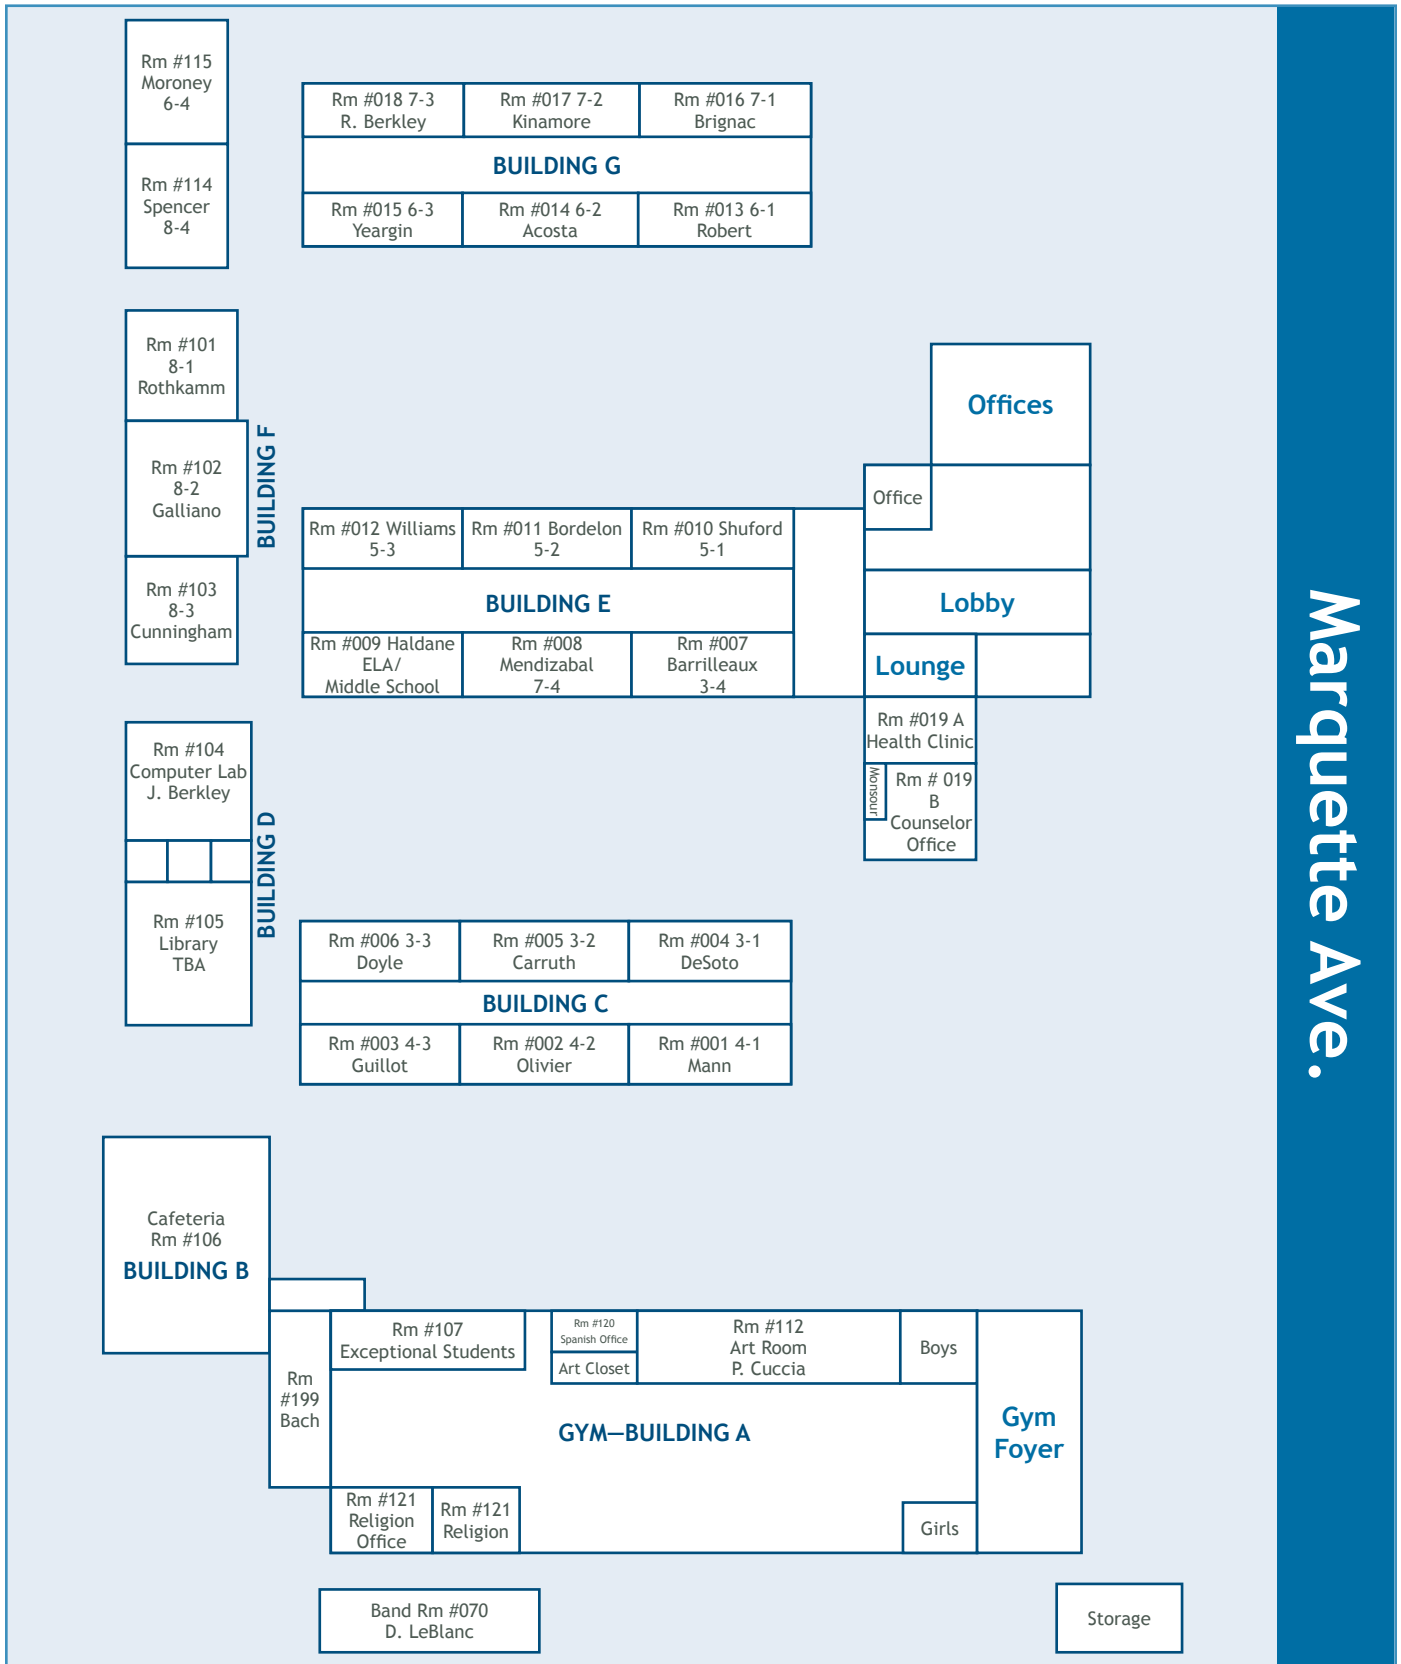 Rm #115
Moroney
6-4
Rm #114
Spencer
8-4
Rm #018 7-3
R. Berkley
Rm #017 7-2
Kinamore
Rm #016 7-1
Brignac
BUILDING G
Rm #015 6-3
Yeargin
Rm #014 6-2
Acosta
Rm #013 6-1
Robert
Rm #101
8-1
Rothkamm
Rm #102
8-2
Galliano
Rm #103
8-3
Cunningham
BUILDING F
Offices
Office
Lobby
Lounge
Rm #019 A
Health Clinic
Monsour
Rm # 019
B
Counselor
Office
Rm #012 Williams
5-3
Rm #011 Bordelon
5-2
Rm #010 Shuford
5-1
BUILDING E
Rm #009 Haldane
ELA/
Middle School
Rm #008
Mendizabal
7-4
Rm #007
Barrilleaux
3-4
Marquette Ave.
Rm #104
Computer Lab
J. Berkley
Rm #105
Library
TBA
BUILDING D
Rm #006 3-3
Doyle
Rm #005 3-2
Carruth
Rm #004 3-1
DeSoto
BUILDING C
Rm #003 4-3
Guillot
Rm #002 4-2
Olivier
Rm #001 4-1
Mann
Cafeteria
Rm #106
BUILDING B
Rm
#199
Bach
Rm #107
Exceptional Students
Rm #120
Spanish Office
Art Closet
Rm #112
Art Room
P. Cuccia
Boys
Gym
Foyer
GYM—BUILDING A
Rm #121
Religion
Office
Rm #121
Religion
Girls
Band Rm #070
D. LeBlanc
Storage